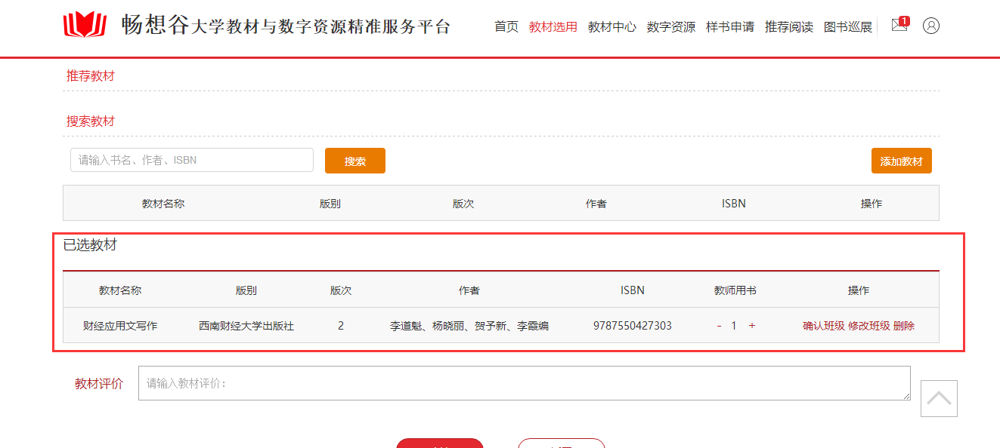 畅想谷大学教材与数字资源精准服务平台
首页 教材选用 教材中心 数字资源 样书申请 推荐阅读 图书巡展 1
推荐教材
搜索教材
请输入书名、作者、ISBN 搜索 添加教材
教材名称 版别 版次 作者 ISBN 操作
已选教材
教材名称 版别 版次 作者 ISBN 教师用书 操作
财经应用文写作 西南财经大学出版社 2 李道魁、杨晓丽、贺予新、李霞编 9787550427303 - 1 + 确认班级 修改班级 删除
教材评价 请输入教材评价：